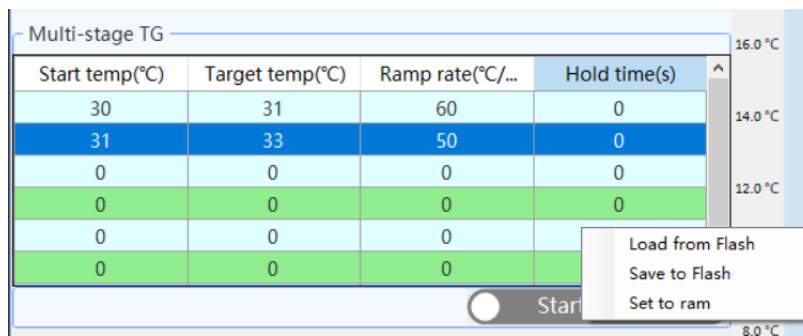 Multi-stage TG
16.0 °C
Start temp(℃) Target temp(℃) Ramp rate(℃/... Hold time(s)
30 31 60 0
14.0 °C
31 33 50 0
0 0 0 0
12.0 °C
0 0 0 0
0 0 0
Load from Flash
0 0 0
Save to Flash
Start
Set to ram
8.0 °C